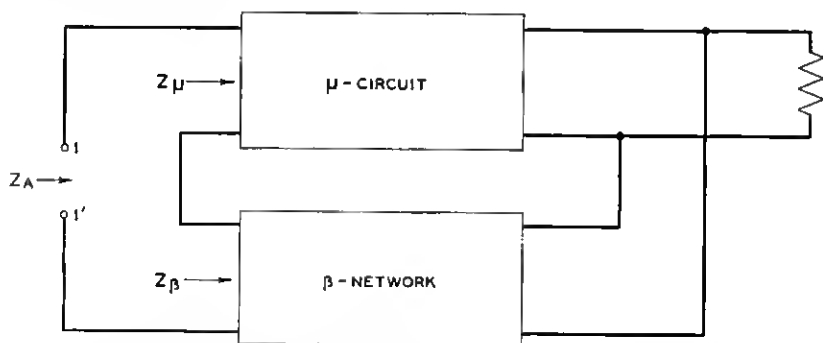 Zμ
μ-CIRCUIT
1
ZA
1'
Zβ
β-NETWORK